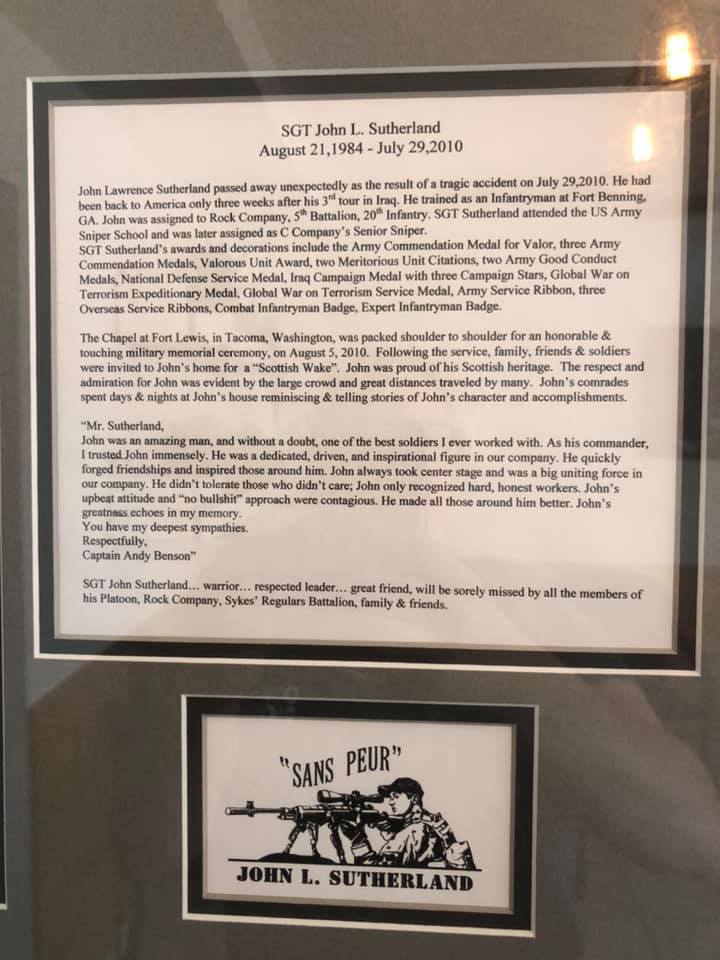 SGT John L. Sutherland
August 21,1984 - July 29,2010
John Lawrence Sutherland passed away unexpectedly as the result of a tragic accident on July 29,2010. He had
been back to America only three weeks after his 3rd tour in Iraq. He trained as an Infantryman at Fort Benning,
GA. John was assigned to Rock Company, 5th Battalion, 20th Infantry. SGT Sutherland attended the US Army
Sniper School and was later assigned as C Company's Senior Sniper.
SGT Sutherland's awards and decorations include the Army Commendation Medal for Valor, three Army
Commendation Medals, Valorous Unit Award, two Meritorious Unit Citations, two Army Good Conduct
Medals, National Defense Service Medal, Iraq Campaign Medal with three Campaign Stars, Global War on
Terrorism Expeditionary Medal, Global War on Terrorism Service Medal, Army Service Ribbon, three
Overseas Service Ribbons, Combat Infantryman Badge, Expert Infantryman Badge.
The Chapel at Fort Lewis, in Tacoma, Washington, was packed shoulder to shoulder for an honorable &
touching military memorial ceremony, on August 5, 2010. Following the service, family, friends & soldiers
were invited to John's home for a "Scottish Wake". John was proud of his Scottish heritage. The respect and
admiration for John was evident by the large crowd and great distances traveled by many. John's comrades
spent days & nights at John's house reminiscing & telling stories of John's character and accomplishments.
"Mr. Sutherland,
John was an amazing man, and without a doubt, one of the best soldiers I ever worked with. As his commander,
I trusted John immensely. He was a dedicated, driven, and inspirational figure in our company. He quickly
forged friendships and inspired those around him. John always took center stage and was a big uniting force in
our company. He didn't tolerate those who didn't care; John only recognized hard, honest workers. John's
upbeat attitude and "no bullshit" approach were contagious. He made all those around him better. John's
greatness echoes in my memory.
You have my deepest sympathies.
Respectfully,
Captain Andy Benson"
SGT John Sutherland... warrior... respected leader... great friend, will be sorely missed by all the members of
his Platoon, Rock Company, Sykes' Regulars Battalion, family & friends.
"SANS PEUR"
JOHN L. SUTHERLAND